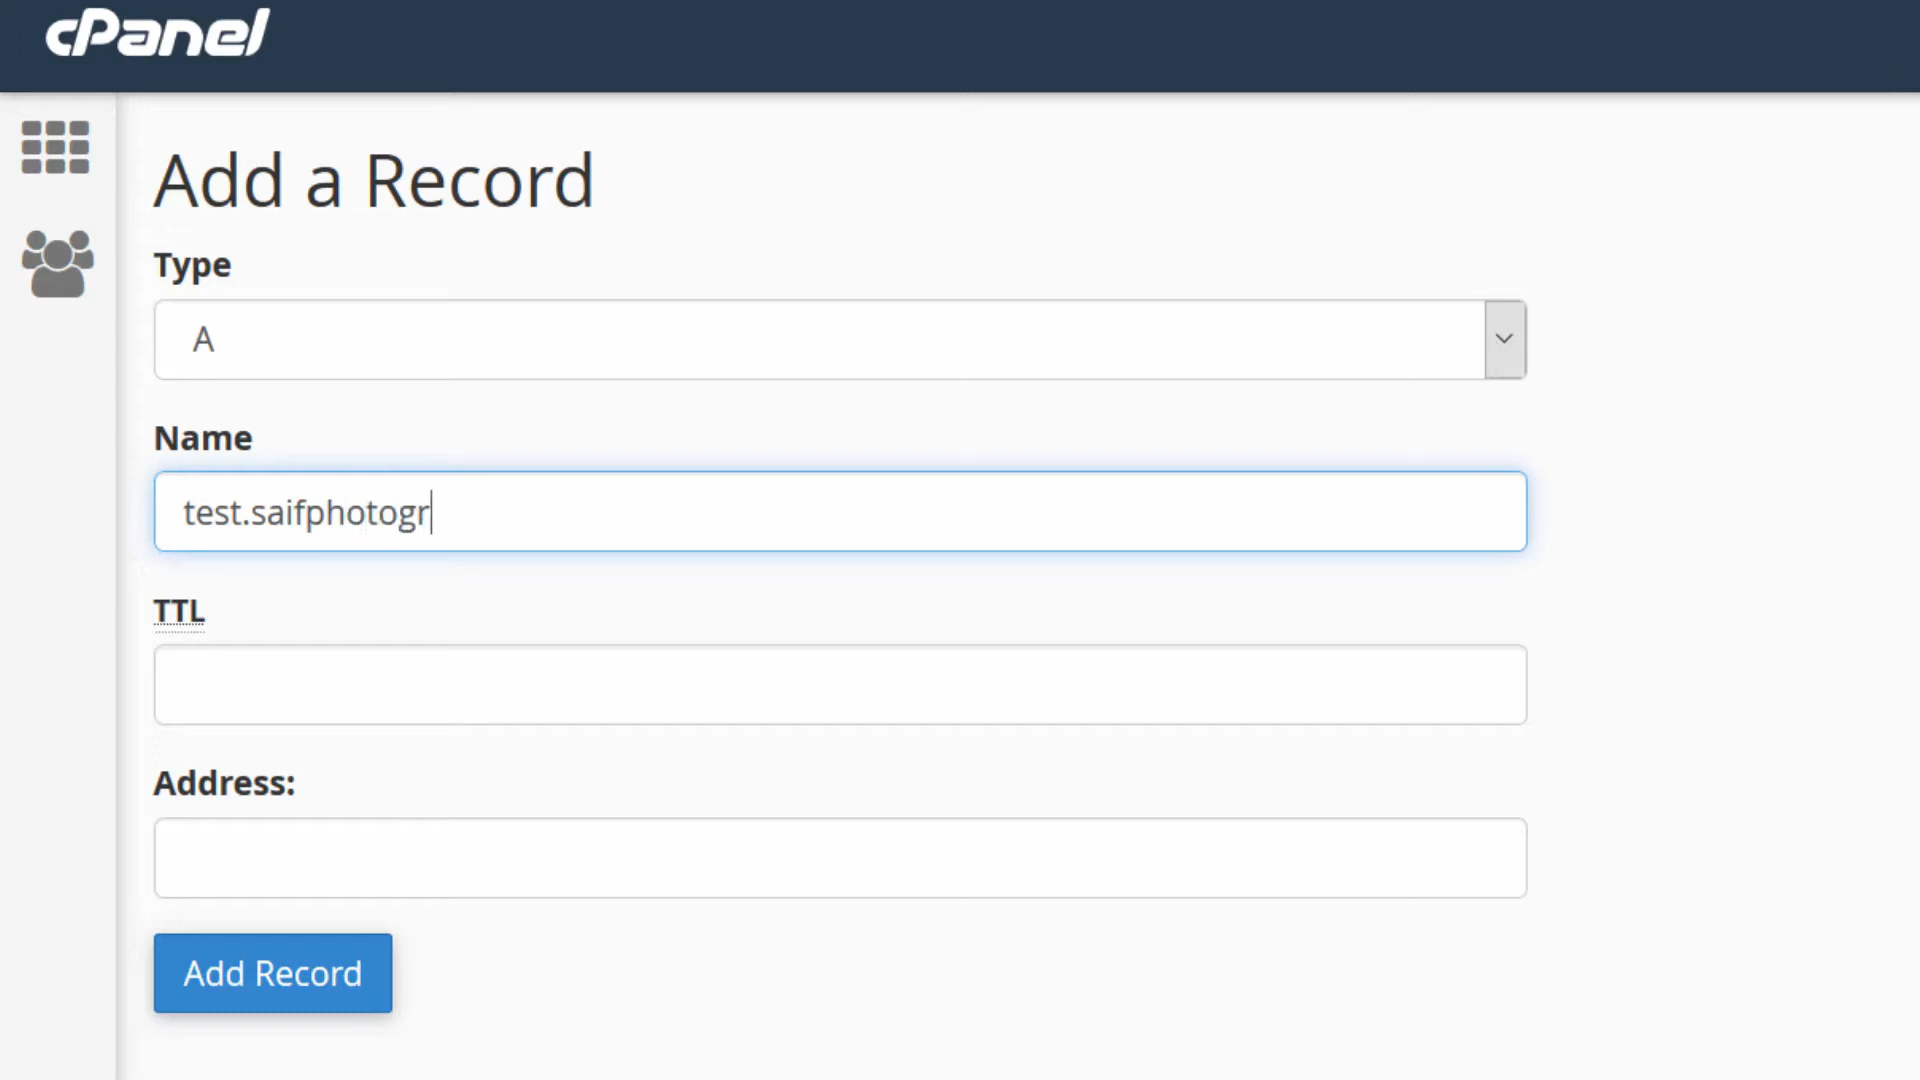 cPanel
Add a Record
Type
A
Name
test.saifphotogr
TTL
Address:
Add Record